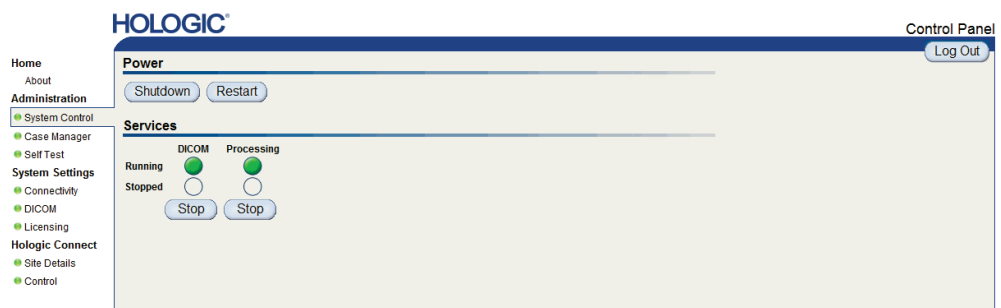 HOLOGIC®
Control Panel
Log Out
Home
About
Administration
System Control
Case Manager
Self Test
System Settings
Connectivity
DICOM
Licensing
Hologic Connect
Site Details
Control
Power
Shutdown Restart
Services
DICOM Processing
Running
Stopped
Stop Stop